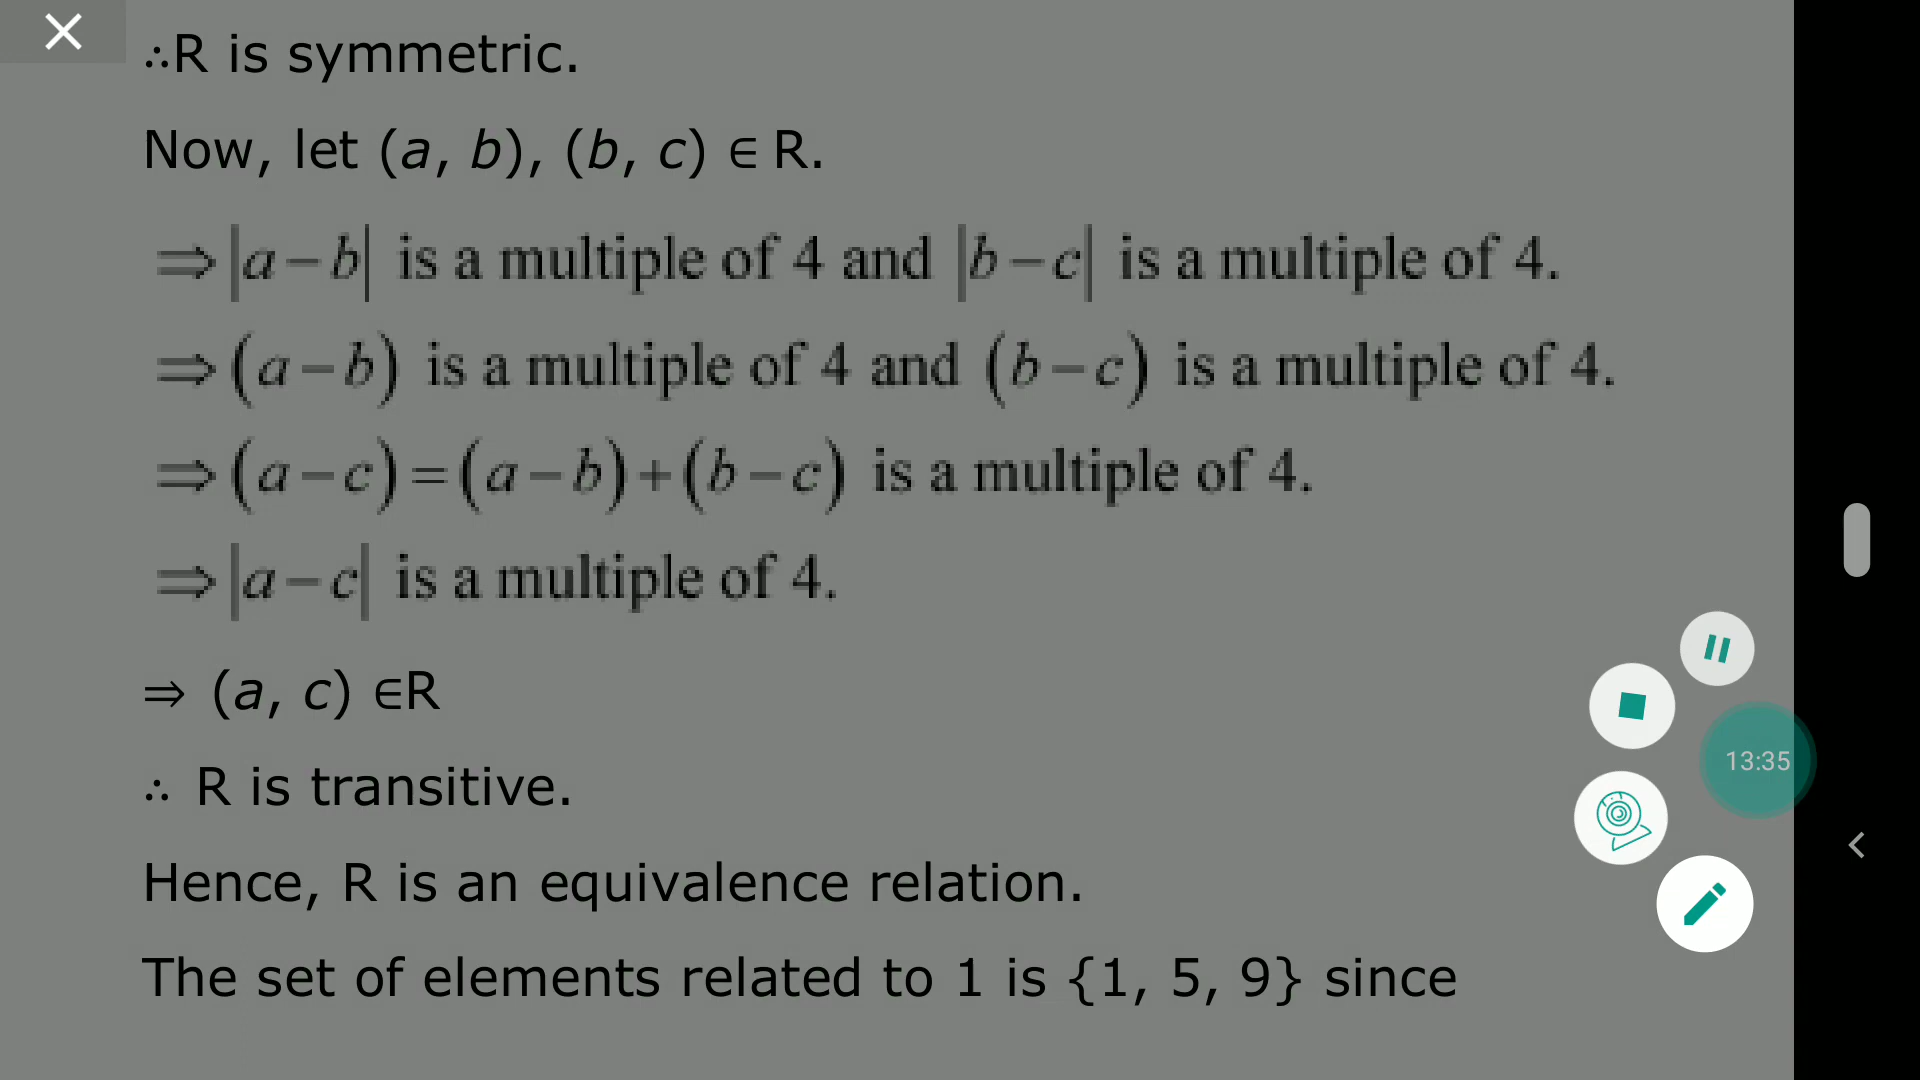 ∴R is symmetric.
Now, let (a, b), (b, c) ∈ R.
⇒|a−b| is a multiple of 4 and |b−c| is a multiple of 4.
⇒(a−b) is a multiple of 4 and (b−c) is a multiple of 4.
⇒(a−c)=(a−b)+(b−c) is a multiple of 4.
⇒|a−c| is a multiple of 4.
⇒ (a, c) ∈R
13:35
∴ R is transitive.
Hence, R is an equivalence relation.
The set of elements related to 1 is {1, 5, 9} since